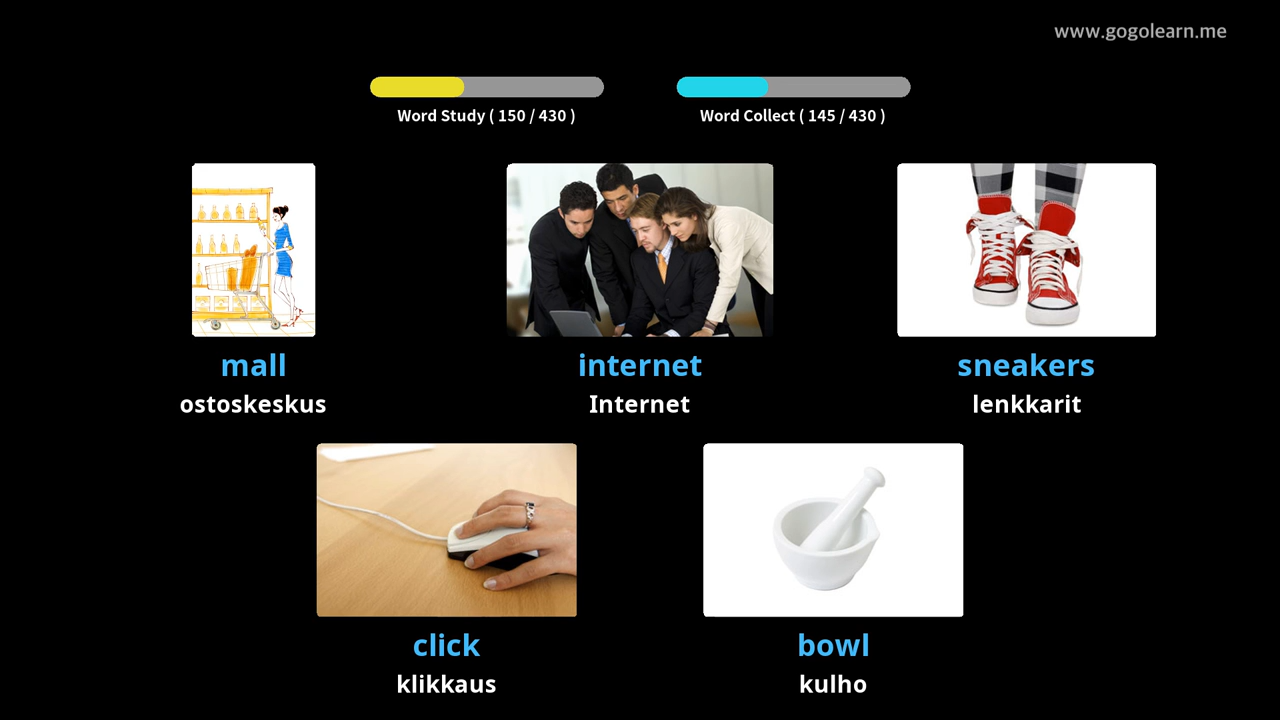 www.gogolearn.me
Word Study ( 150 / 430 )
Word Collect ( 145 / 430 )
mall
ostoskeskus
internet
Internet
sneakers
lenkkarit
click
klikkaus
bowl
kulho